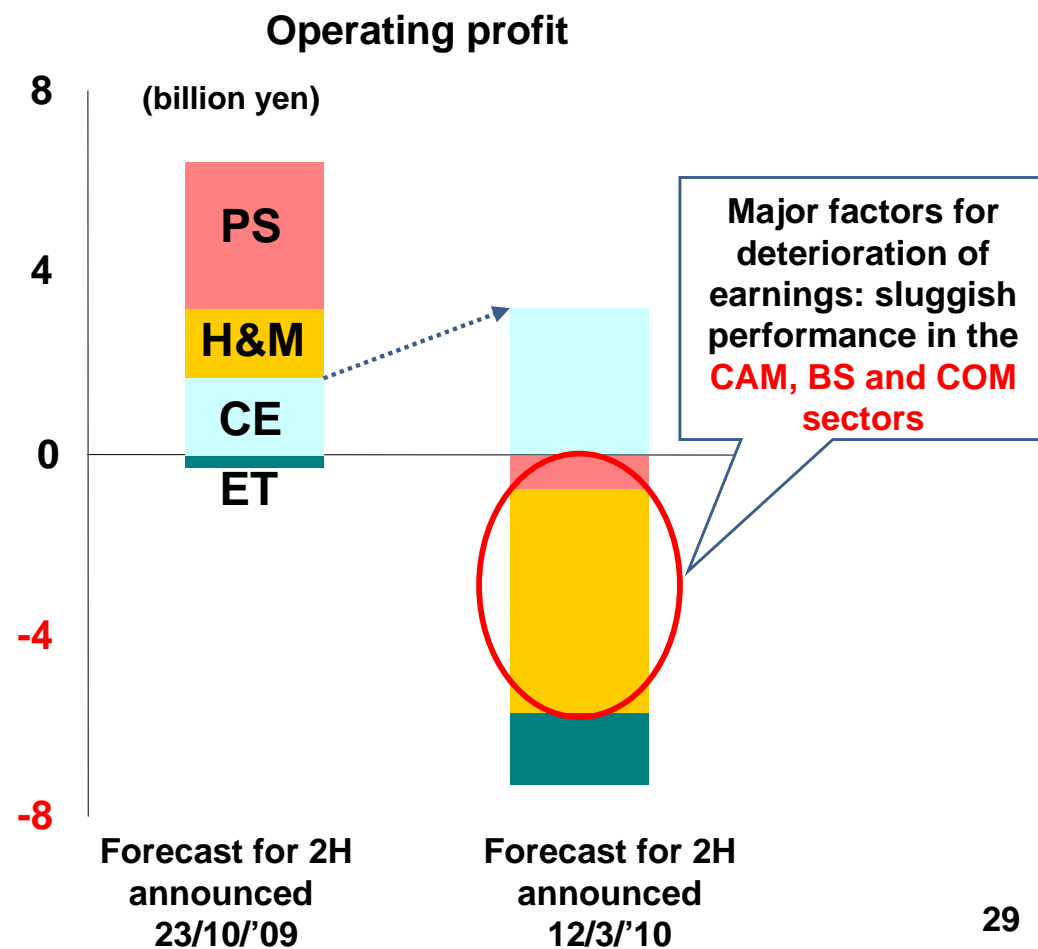 Operating profit
8
(billion yen)
PS
4
H&M
CE
0
ET
-4
-8
Major factors for
deterioration of
earnings: sluggish
performance in the
CAM, BS and COM
sectors
Forecast for 2H
announced
23/10/’09
Forecast for 2H
announced
12/3/’10
29